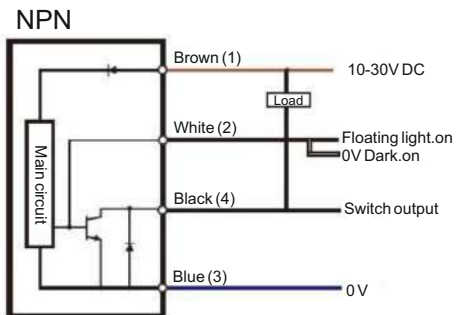 NPN
Brown (1)
10-30V DC
Load
White (2)
Floating light.on
0V Dark.on
Main circuit
Black (4)
Switch output
Blue (3)
0 V